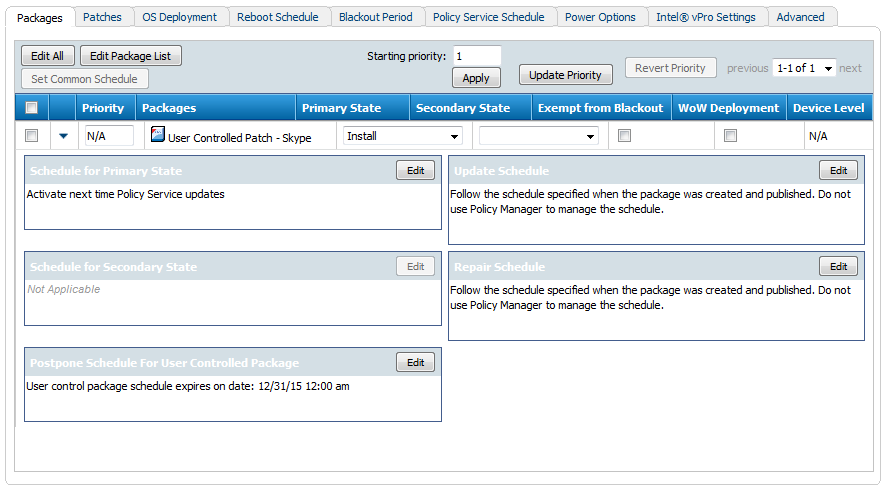 Packages Patches OS Deployment Reboot Schedule Blackout Period Policy Service Schedule Power Options Intel® vPro Settings Advanced
Edit All Edit Package List Starting priority: 1
Set Common Schedule Apply Update Priority Revert Priority previous 1-1 of 1 next
Priority Packages Primary State Secondary State Exempt from Blackout WoW Deployment Device Level
N/A User Controlled Patch - Skype Install N/A
Schedule for Primary State Edit
Activate next time Policy Service updates
Update Schedule Edit
Follow the schedule specified when the package was created and published. Do not
use Policy Manager to manage the schedule.
Schedule for Secondary State Edit
Not Applicable
Repair Schedule Edit
Follow the schedule specified when the package was created and published. Do not
use Policy Manager to manage the schedule.
Postpone Schedule For User Controlled Package Edit
User control package schedule expires on date: 12/31/15 12:00 am